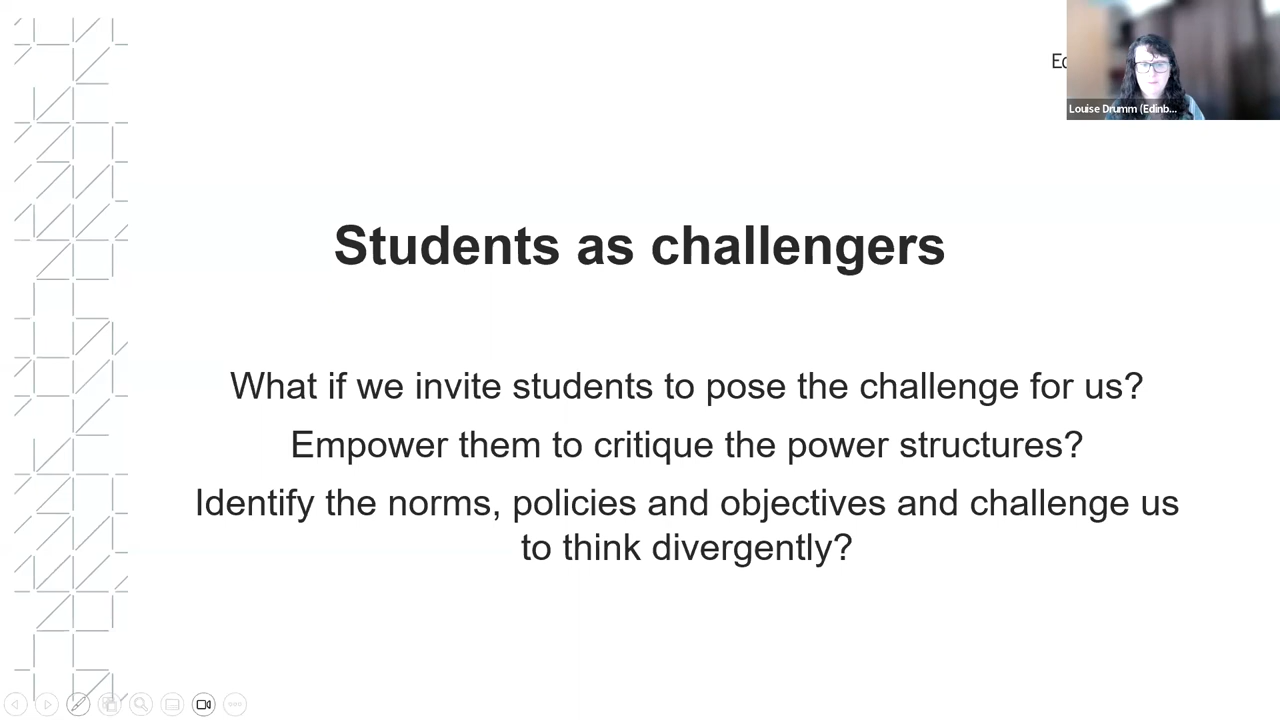 Louise Drumm (Edinb...
Students as challengers
What if we invite students to pose the challenge for us?
Empower them to critique the power structures?
Identify the norms, policies and objectives and challenge us
to think divergently?